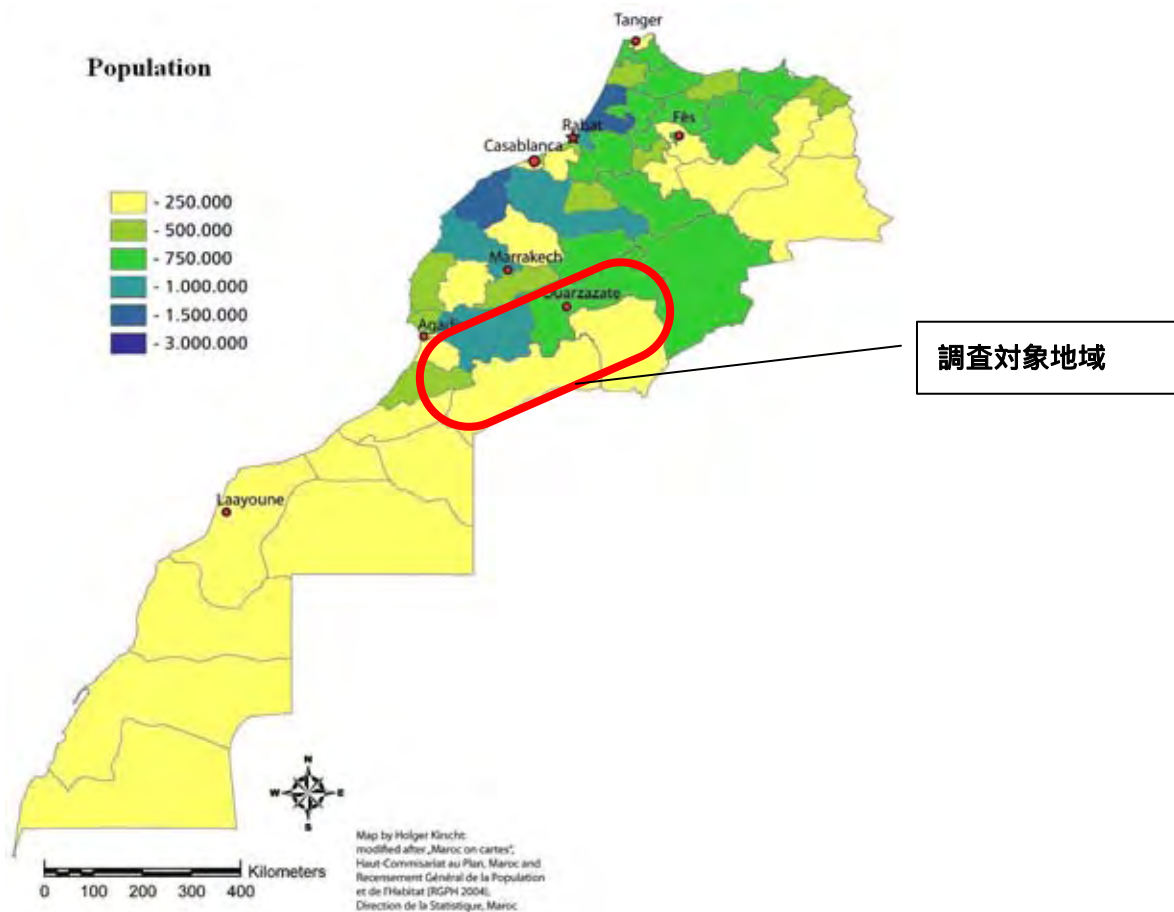 Population
- 250.000
- 500.000
- 750.000
- 1.000.000
- 1.500.000
- 3.000.000
Tanger
Fès
Rabat
Casablanca
Marrakech
Ouarzazate
Laayoune
調査対象地域
N
W
E
S
Kilometers
0 100 200 300 400
Map by Holger Kirscht:
modified after „Maroc on cartes",
Haut-Commisariat au Plan, Maroc and
Recensement Général de la Population
et de l'Habitat (RGPH 2004),
Direction de la Statistique, Maroc